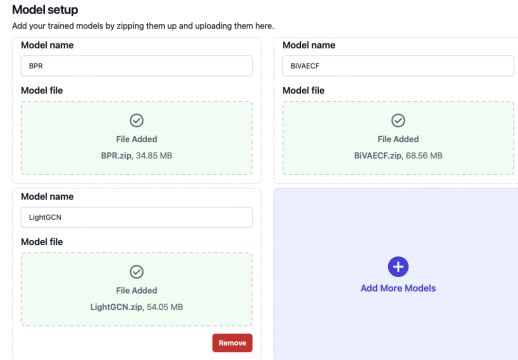 Model setup
Add your trained models by zipping them up and uploading them here.
Model name
BPR
Model file
File Added
BPR.zip, 34.85 MB
Model name
BiVAECF
Model file
File Added
BiVAECF.zip, 68.56 MB
Model name
LightGCN
Model file
File Added
LightGCN.zip, 54.05 MB
Remove
Add More Models